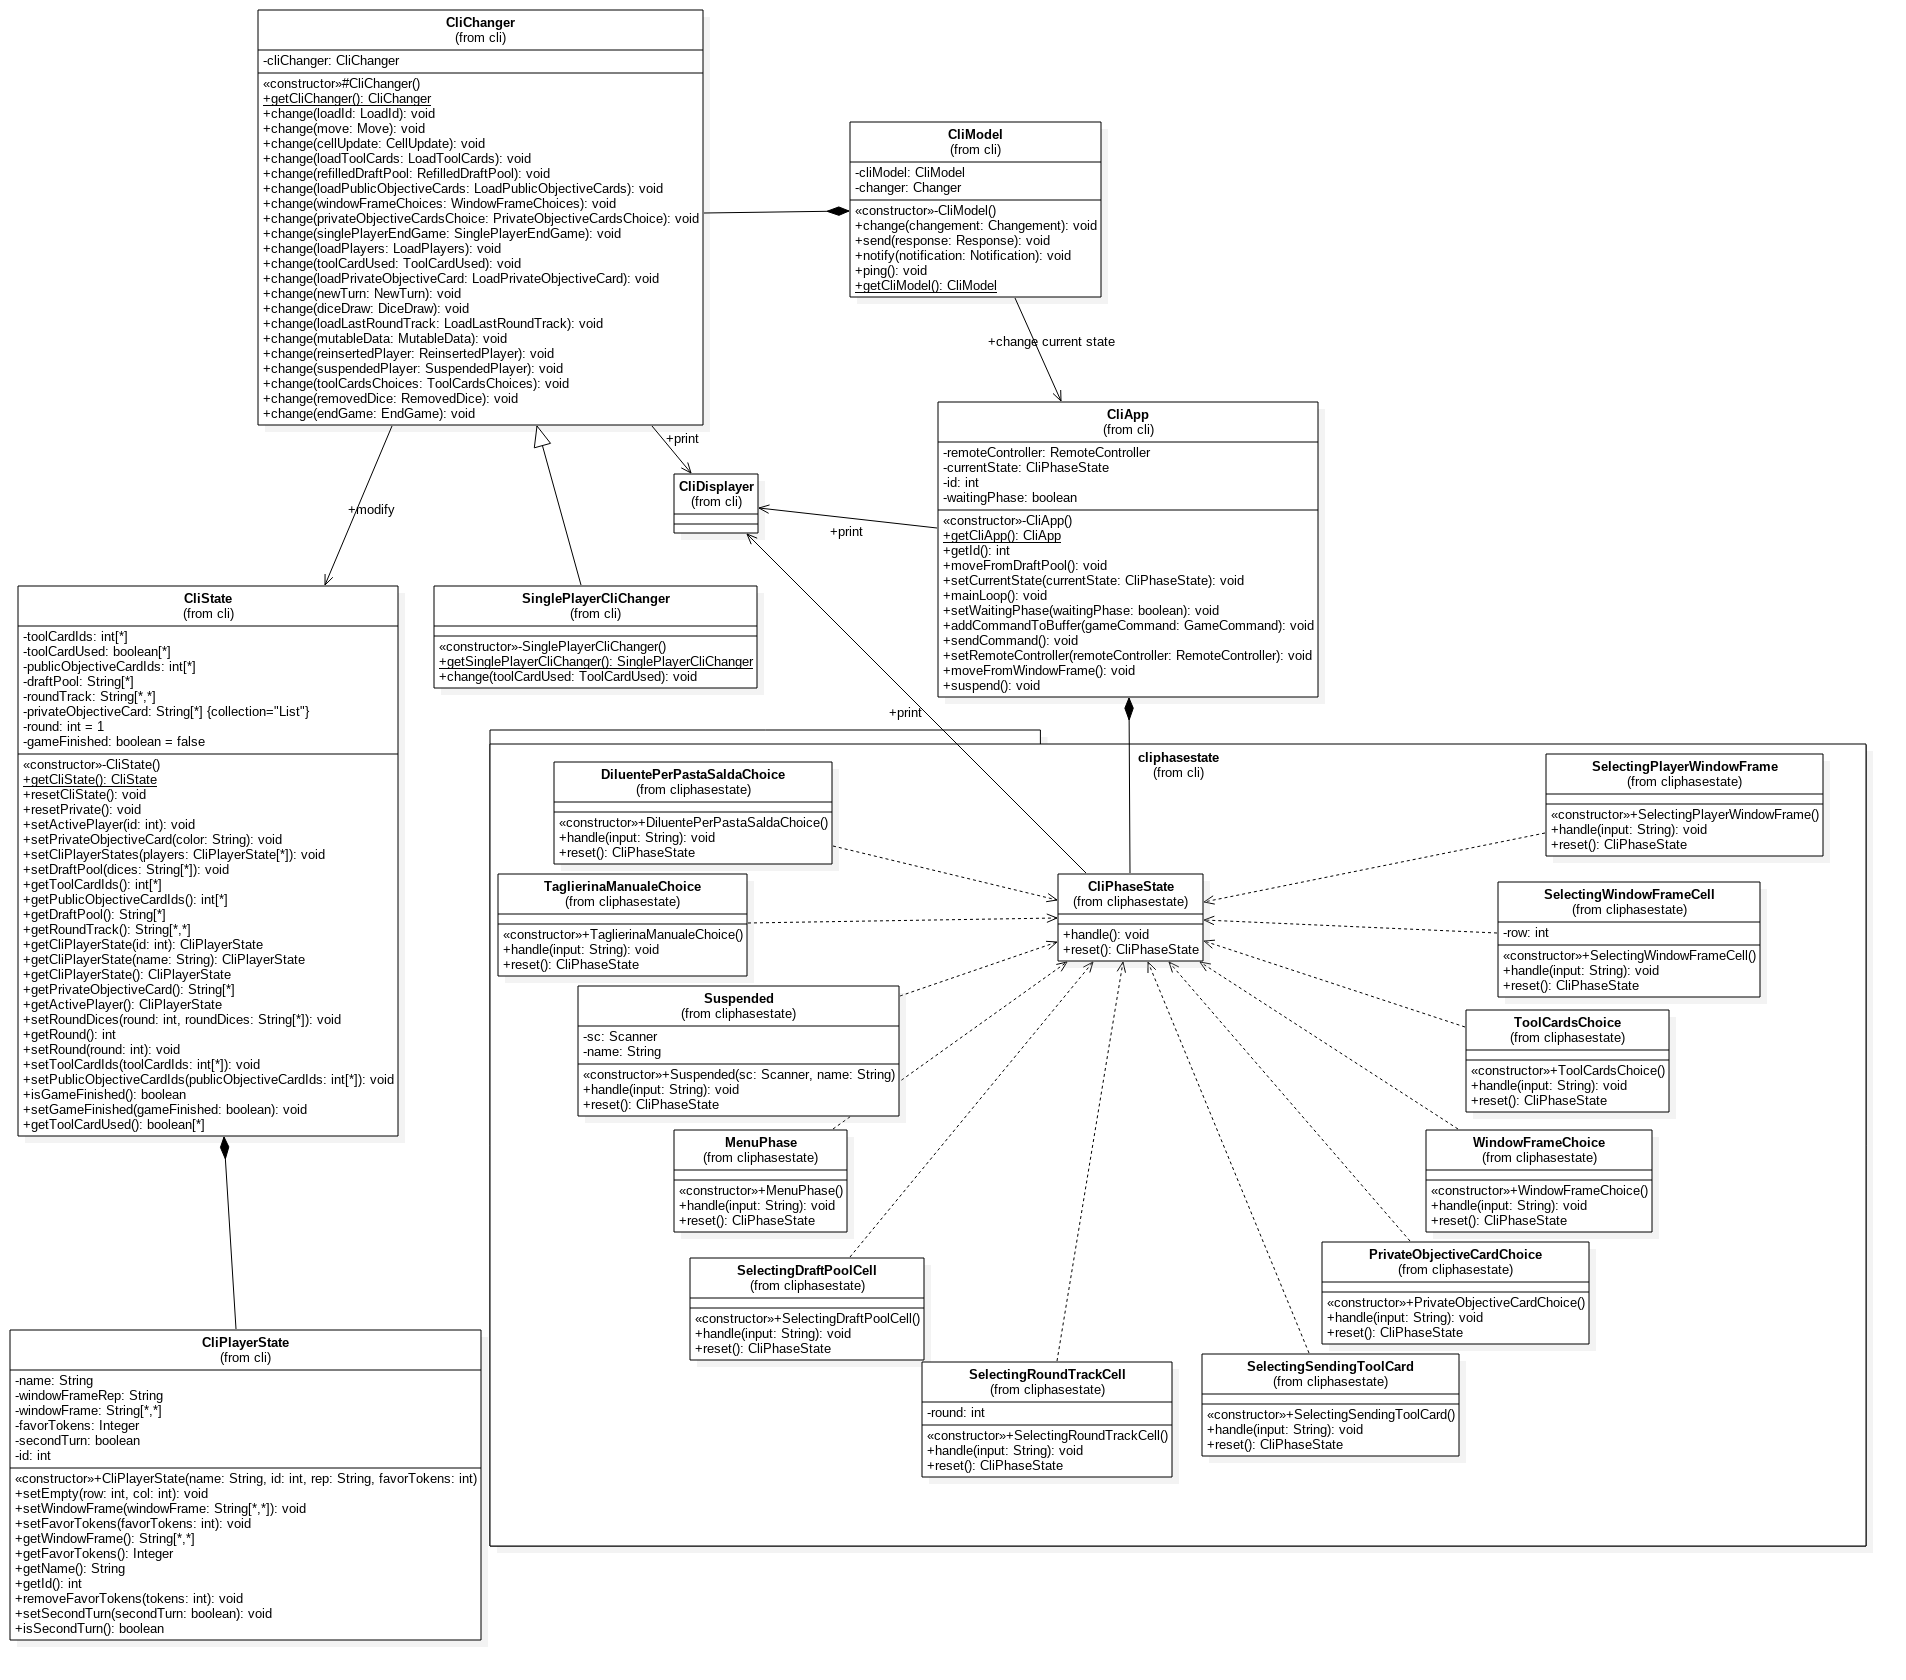 CliChanger
(from cli)
-cliChanger: CliChanger
«constructor»#CliChanger()
+getCliChanger(): CliChanger
+change(loadId: LoadId): void
+change(move: Move): void
+change(cellUpdate: CellUpdate): void
+change(loadToolCards: LoadToolCards): void
+change(refilledDraftPool: RefilledDraftPool): void
+change(loadPublicObjectiveCards: LoadPublicObjectiveCards): void
+change(windowFrameChoices: WindowFrameChoices): void
+change(privateObjectiveCardsChoice: PrivateObjectiveCardsChoice): void
+change(singlePlayerEndGame: SinglePlayerEndGame): void
+change(loadPlayers: LoadPlayers): void
+change(toolCardUsed: ToolCardUsed): void
+change(loadPrivateObjectiveCard: LoadPrivateObjectiveCard): void
+change(newTurn: NewTurn): void
+change(diceDraw: DiceDraw): void
+change(loadLastRoundTrack: LoadLastRoundTrack): void
+change(mutableData: MutableData): void
+change(reinsertedPlayer: ReinsertedPlayer): void
+change(suspendedPlayer: SuspendedPlayer): void
+change(toolCardsChoices: ToolCardsChoices): void
+change(removedDice: RemovedDice): void
+change(endGame: EndGame): void
CliModel
(from cli)
-cliModel: CliModel
-changer: Changer
«constructor»-CliModel()
+change(changement: Changement): void
+send(response: Response): void
+notify(notification: Notification): void
+ping(): void
+getCliModel(): CliModel
+change current state
+print
+modify
CliDisplayer
(from cli)
+print
+print
CliApp
(from cli)
-remoteController: RemoteController
-currentState: CliPhaseState
-id: int
-waitingPhase: boolean
«constructor»-CliApp()
+getCliApp(): CliApp
+getId(): int
+moveFromDraftPool(): void
+setCurrentState(currentState: CliPhaseState): void
+mainLoop(): void
+setWaitingPhase(waitingPhase: boolean): void
+addCommandToBuffer(gameCommand: GameCommand): void
+sendCommand(): void
+setRemoteController(remoteController: RemoteController): void
+moveFromWindowFrame(): void
+suspend(): void
CliState
(from cli)
-toolCardIds: int[*]
-toolCardUsed: boolean[*]
-publicObjectiveCardIds: int[*]
-draftPool: String[*]
-roundTrack: String[*,*]
-privateObjectiveCard: String[*] {collection="List"}
-round: int = 1
-gameFinished: boolean = false
«constructor»-CliState()
+getCliState(): CliState
+resetCliState(): void
+resetPrivate(): void
+setActivePlayer(id: int): void
+setPrivateObjectiveCard(color: String): void
+setCliPlayerStates(players: CliPlayerState[*]): void
+setDraftPool(dices: String[*]): void
+getToolCardIds(): int[*]
+getPublicObjectiveCardIds(): int[*]
+getDraftPool(): String[*]
+getRoundTrack(): String[*,*]
+getCliPlayerState(id: int): CliPlayerState
+getCliPlayerState(name: String): CliPlayerState
+getCliPlayerState(): CliPlayerState
+getPrivateObjectiveCard(): String[*]
+getActivePlayer(): CliPlayerState
+setRoundDices(round: int, roundDices: String[*]): void
+getRound(): int
+setRound(round: int): void
+setToolCardIds(toolCardIds: int[*]): void
+setPublicObjectiveCardIds(publicObjectiveCardIds: int[*]): void
+isGameFinished(): boolean
+setGameFinished(gameFinished: boolean): void
+getToolCardUsed(): boolean[*]
SinglePlayerCliChanger
(from cli)
«constructor»-SinglePlayerCliChanger()
+getSinglePlayerCliChanger(): SinglePlayerCliChanger
+change(toolCardUsed: ToolCardUsed): void
cliphasestate
(from cli)
DiluentePerPastaSaldaChoice
(from cliphasestate)
«constructor»+DiluentePerPastaSaldaChoice()
+handle(input: String): void
+reset(): CliPhaseState
SelectingPlayerWindowFrame
(from cliphasestate)
«constructor»+SelectingPlayerWindowFrame()
+handle(input: String): void
+reset(): CliPhaseState
TaglierinaManualeChoice
(from cliphasestate)
«constructor»+TaglierinaManualeChoice()
+handle(input: String): void
+reset(): CliPhaseState
CliPhaseState
(from cliphasestate)
+handle(): void
+reset(): CliPhaseState
SelectingWindowFrameCell
(from cliphasestate)
-row: int
«constructor»+SelectingWindowFrameCell()
+handle(input: String): void
+reset(): CliPhaseState
Suspended
(from cliphasestate)
-sc: Scanner
-name: String
«constructor»+Suspended(sc: Scanner, name: String)
+handle(input: String): void
+reset(): CliPhaseState
ToolCardsChoice
(from cliphasestate)
«constructor»+ToolCardsChoice()
+handle(input: String): void
+reset(): CliPhaseState
MenuPhase
(from cliphasestate)
«constructor»+MenuPhase()
+handle(input: String): void
+reset(): CliPhaseState
WindowFrameChoice
(from cliphasestate)
«constructor»+WindowFrameChoice()
+handle(input: String): void
+reset(): CliPhaseState
SelectingDraftPoolCell
(from cliphasestate)
«constructor»+SelectingDraftPoolCell()
+handle(input: String): void
+reset(): CliPhaseState
PrivateObjectiveCardChoice
(from cliphasestate)
«constructor»+PrivateObjectiveCardChoice()
+handle(input: String): void
+reset(): CliPhaseState
SelectingRoundTrackCell
(from cliphasestate)
-round: int
«constructor»+SelectingRoundTrackCell()
+handle(input: String): void
+reset(): CliPhaseState
SelectingSendingToolCard
(from cliphasestate)
«constructor»+SelectingSendingToolCard()
+handle(input: String): void
+reset(): CliPhaseState
CliPlayerState
(from cli)
-name: String
-windowFrameRep: String
-windowFrame: String[*,*]
-favorTokens: Integer
-secondTurn: boolean
-id: int
«constructor»+CliPlayerState(name: String, id: int, rep: String, favorTokens: int)
+setEmpty(row: int, col: int): void
+setWindowFrame(windowFrame: String[*,*]): void
+setFavorTokens(favorTokens: int): void
+getWindowFrame(): String[*,*]
+getFavorTokens(): Integer
+getName(): String
+getId(): int
+removeFavorTokens(tokens: int): void
+setSecondTurn(secondTurn: boolean): void
+isSecondTurn(): boolean